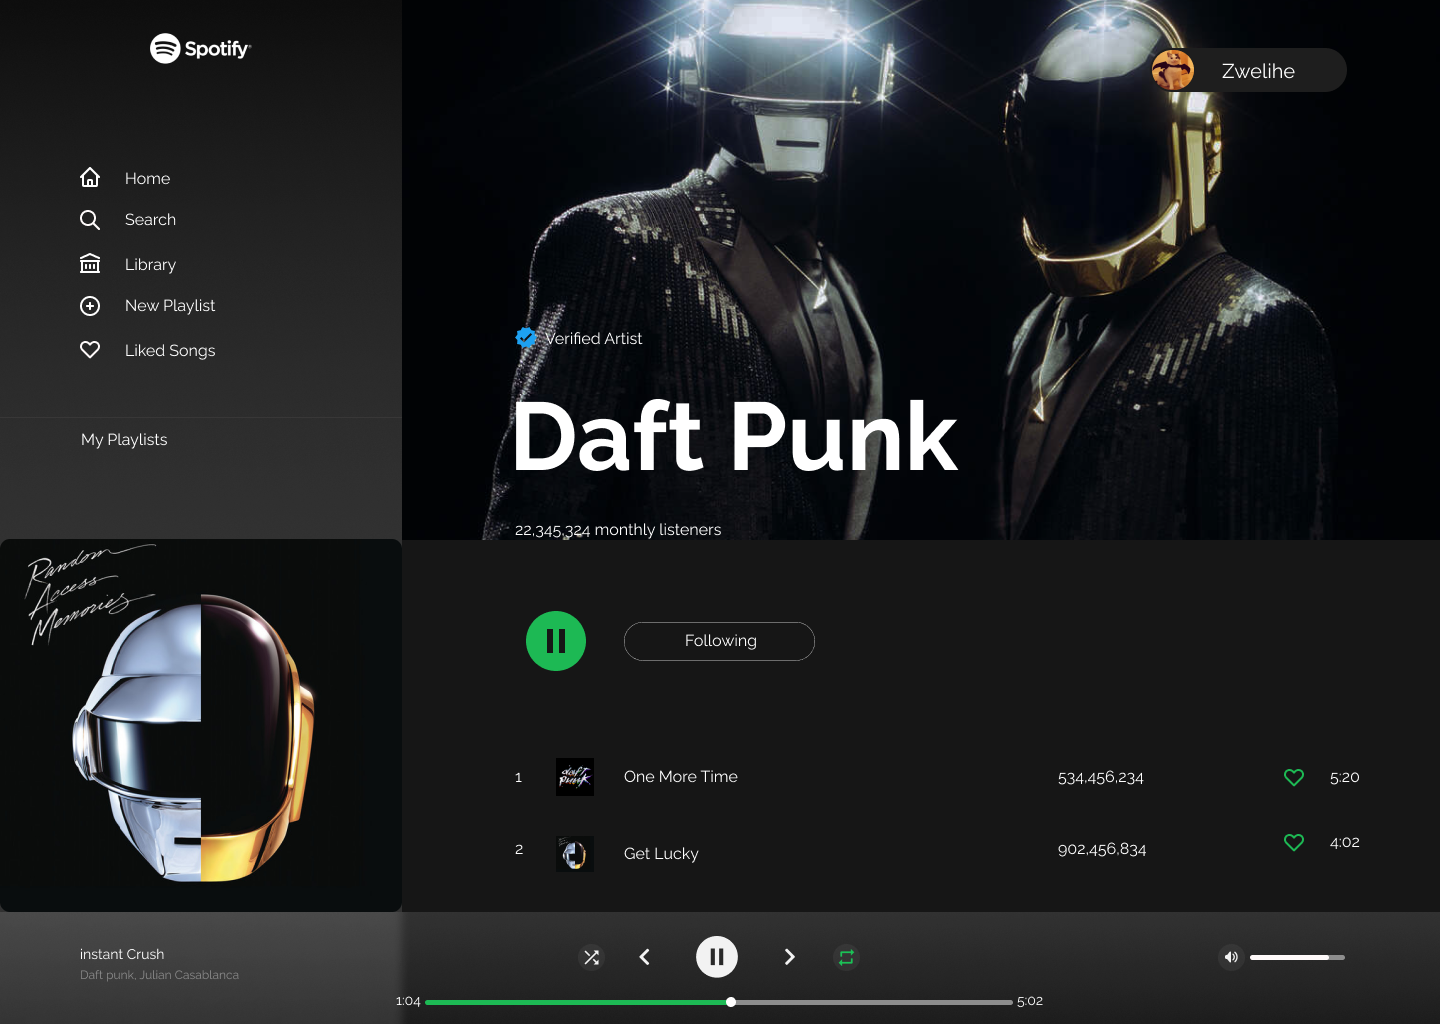 Spotify
Zwelihe
Home
Search
Library
New Playlist
Liked Songs
My Playlists
Verified Artist
Daft Punk
22,345,324 monthly listeners
Random
Access
Memories
Following
1 daft punk One More Time 534,456,234 5:20
2 Get Lucky 902,456,834 4:02
instant Crush
Daft punk, Julian Casablanca
1:04 5:02